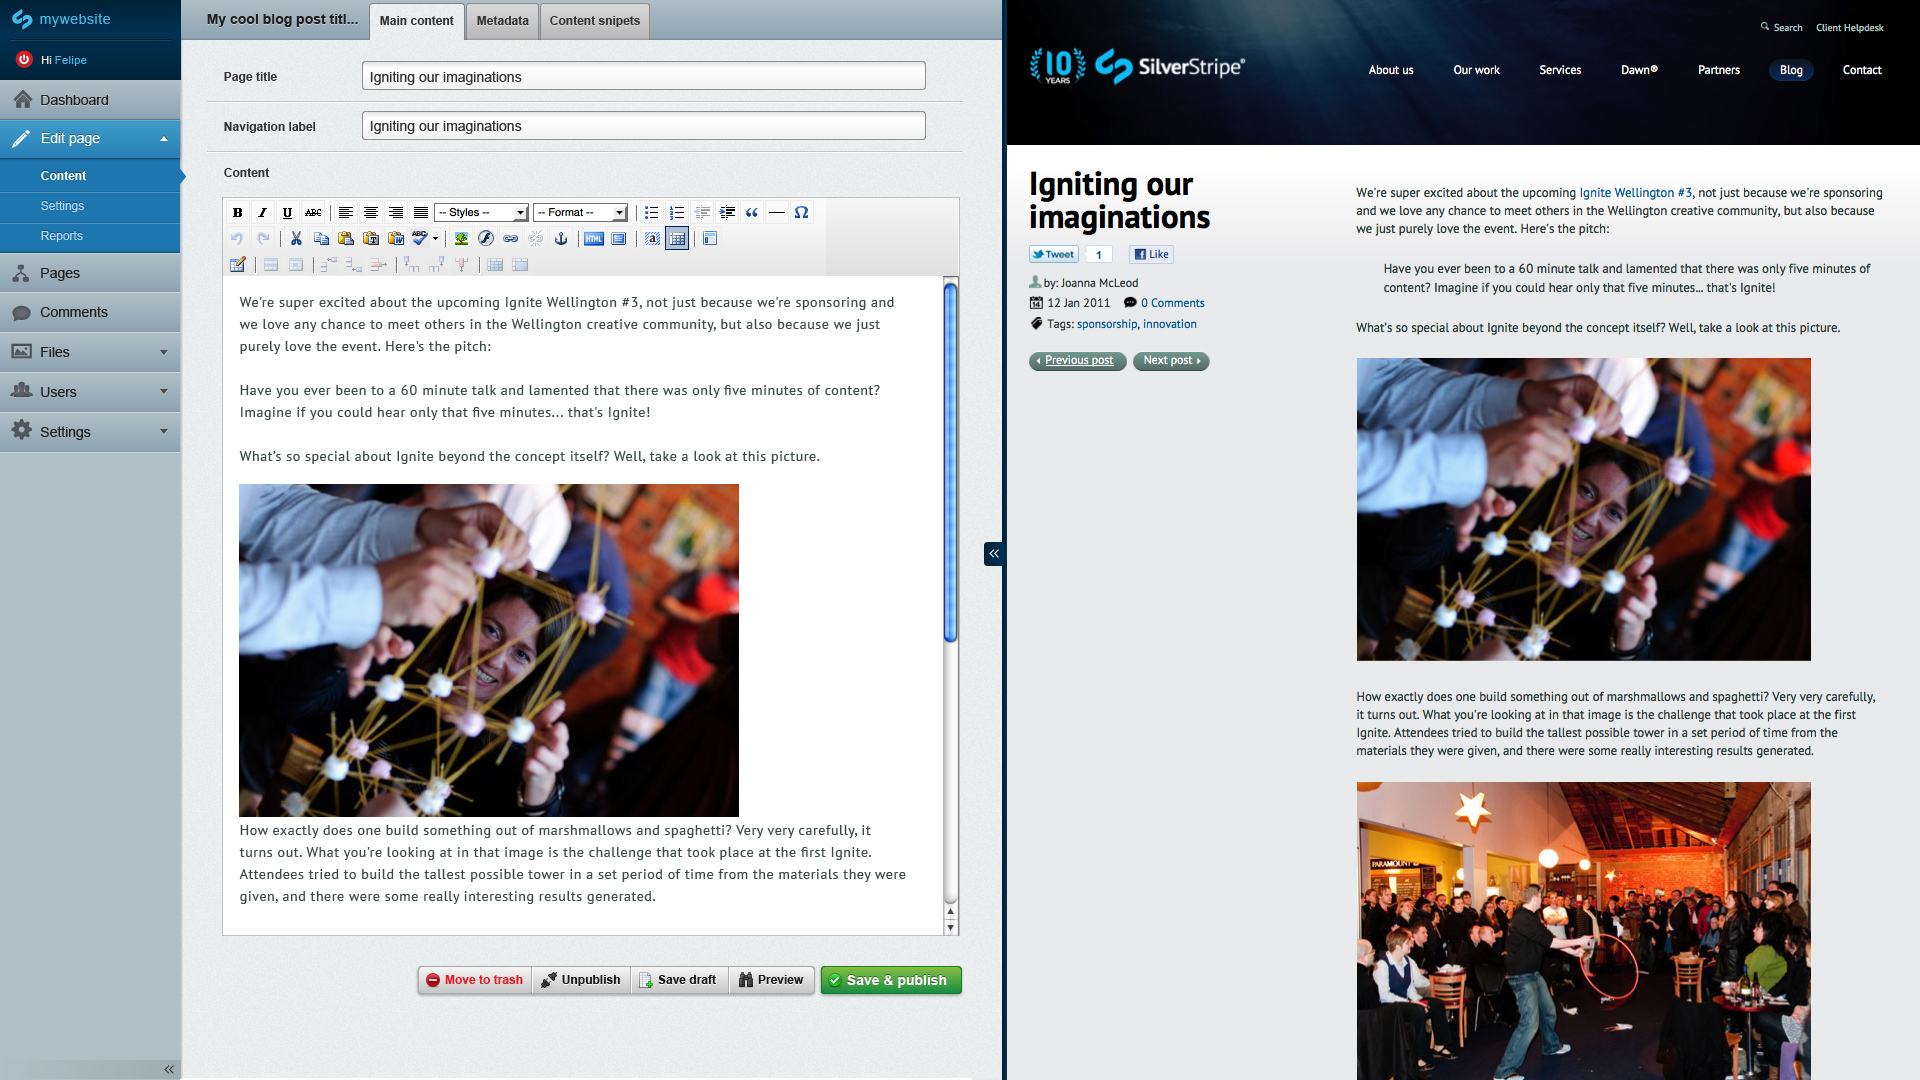 mywebsite
Hi Felipe
Dashboard
Edit page
Content
Settings
Reports
Pages
Comments
Files
Users
Settings
My cool blog post titl...
Main content
Metadata
Content snipets
Page title
Igniting our imaginations
Navigation label
Igniting our imaginations
Content
B I U ABC
-- Styles --
-- Format --
ABC
HTML
We're super excited about the upcoming Ignite Wellington #3, not just because we're sponsoring and
we love any chance to meet others in the Wellington creative community, but also because we just
purely love the event. Here's the pitch:
Have you ever been to a 60 minute talk and lamented that there was only five minutes of content?
Imagine if you could hear only that five minutes... that's Ignite!
What's so special about Ignite beyond the concept itself? Well, take a look at this picture.
How exactly does one build something out of marshmallows and spaghetti? Very very carefully, it
turns out. What you're looking at in that image is the challenge that took place at the first Ignite.
Attendees tried to build the tallest possible tower in a set period of time from the materials they were
given, and there were some really interesting results generated.
Move to trash
Unpublish
Save draft
Preview
Save & publish
Search
Client Helpdesk
10
YEARS
SilverStripe®
About us
Our work
Services
Dawn®
Partners
Blog
Contact
Igniting our
imaginations
Tweet
1
Like
by: Joanna McLeod
12 Jan 2011
0 Comments
Tags: sponsorship, innovation
Previous post
Next post
We're super excited about the upcoming Ignite Wellington #3, not just because we're sponsoring
and we love any chance to meet others in the Wellington creative community, but also because
we just purely love the event. Here's the pitch:
Have you ever been to a 60 minute talk and lamented that there was only five minutes of
content? Imagine if you could hear only that five minutes... that's Ignite!
What's so special about Ignite beyond the concept itself? Well, take a look at this picture.
How exactly does one build something out of marshmallows and spaghetti? Very very carefully,
it turns out. What you're looking at in that image is the challenge that took place at the first
Ignite. Attendees tried to build the tallest possible tower in a set period of time from the
materials they were given, and there were some really interesting results generated.
PARAMOUNT